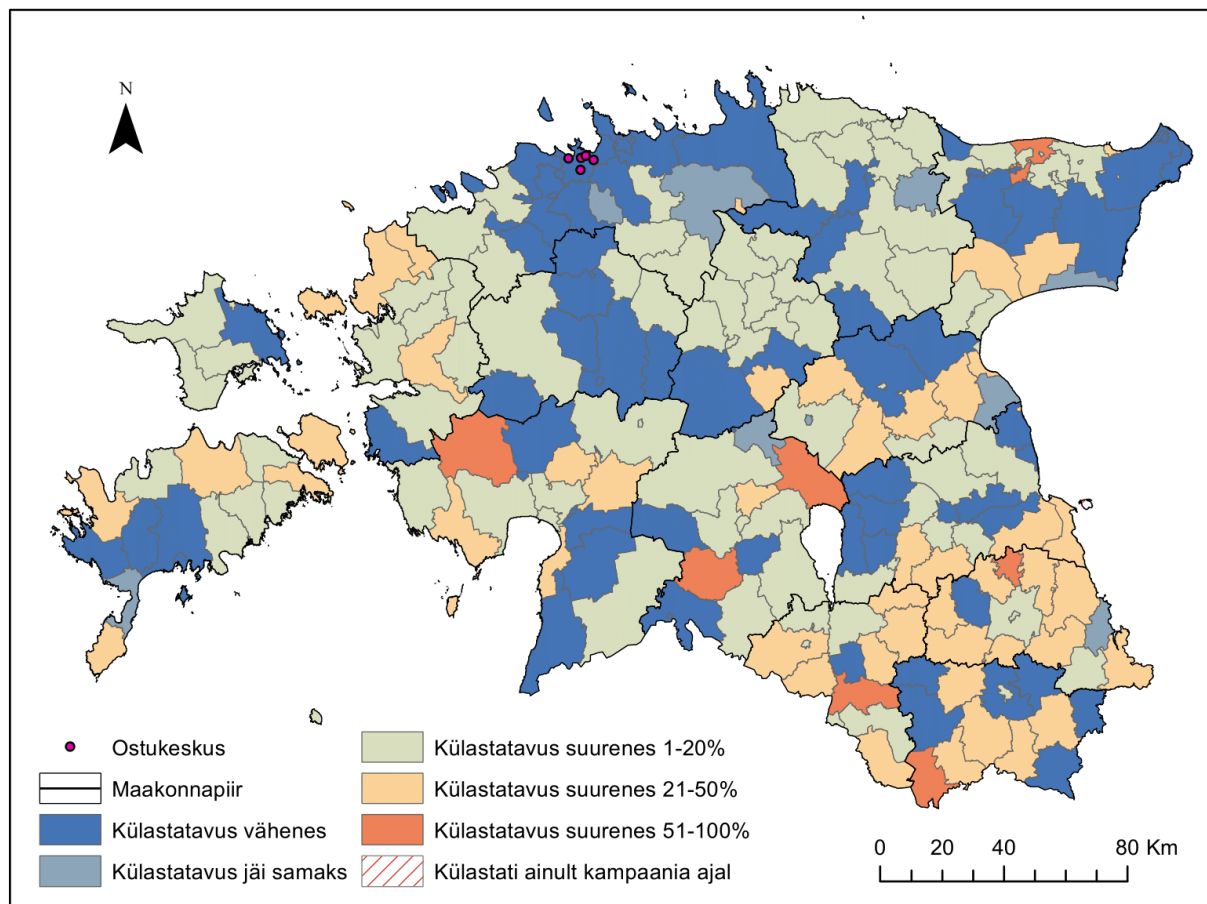 N
Ostukeskus
Maakonnapiir
Külastatavus vähenes
Külastatavus jäi samaks
Külastatavus suurenes 1-20%
Külastatavus suurenes 21-50%
Külastatavus suurenes 51-100%
Külastati ainult kampaania ajal
0 20 40 80 Km